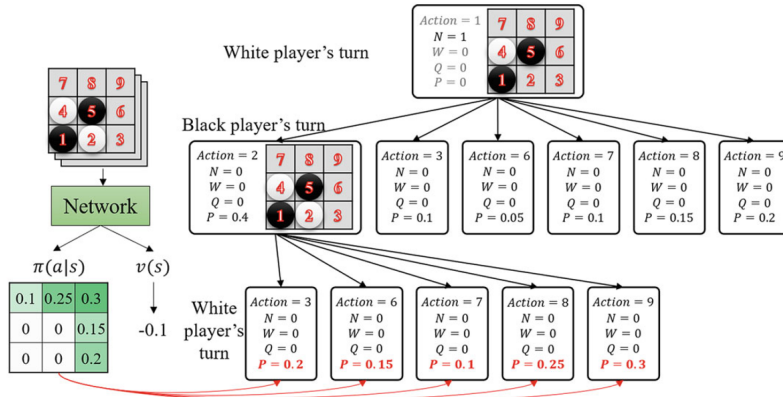 White player's turn
Action = 1
N = 1
W = 0
Q = 0
P = 0
7 8 9
4 5 6
1 2 3
7 8 9
4 5 6
1 2 3
Network
π(a|s)
v(s)
0.1 0.25 0.3
0 0 0.15
0 0 0.2
-0.1
Black player's turn
Action = 2
N = 0
W = 0
Q = 0
P = 0.4
7 8 9
4 5 6
1 2 3
Action = 3
N = 0
W = 0
Q = 0
P = 0.1
Action = 6
N = 0
W = 0
Q = 0
P = 0.05
Action = 7
N = 0
W = 0
Q = 0
P = 0.1
Action = 8
N = 0
W = 0
Q = 0
P = 0.15
Action = 9
N = 0
W = 0
Q = 0
P = 0.2
White
player's
turn
Action = 3
N = 0
W = 0
Q = 0
P = 0.2
Action = 6
N = 0
W = 0
Q = 0
P = 0.15
Action = 7
N = 0
W = 0
Q = 0
P = 0.1
Action = 8
N = 0
W = 0
Q = 0
P = 0.25
Action = 9
N = 0
W = 0
Q = 0
P = 0.3